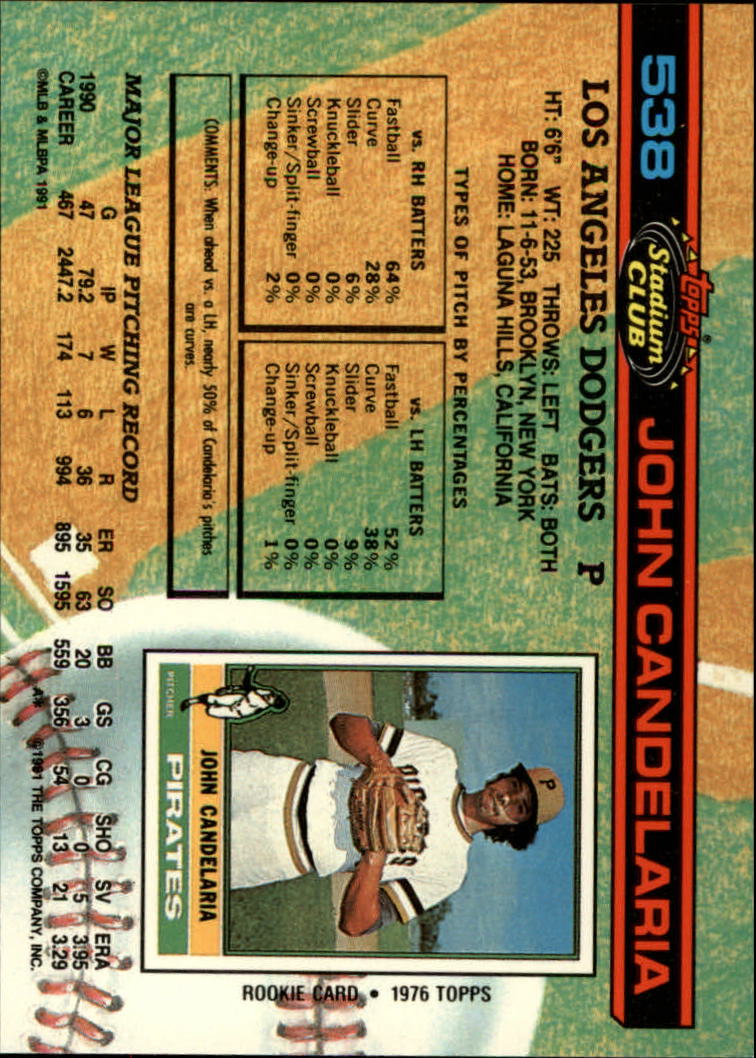 538
topps®
Stadium
CLUB
JOHN CANDELARIA
LOS ANGELES DODGERS P
HT: 6'6" WT: 225 THROWS: LEFT BATS: BOTH
BORN: 11-6-53, BROOKLYN, NEW YORK
HOME: LAGUNA HILLS, CALIFORNIA
TYPES OF PITCH BY PERCENTAGES
vs. RH BATTERS
Fastball 64%
Curve 28%
Slider 6%
Knuckleball 0%
Screwball 0%
Sinker/Split-finger 0%
Change-up 2%
vs. LH BATTERS
Fastball 52%
Curve 38%
Slider 9%
Knuckleball 0%
Screwball 0%
Sinker/Split-finger 0%
Change-up 1%
COMMENTS: When ahead vs. a LH, nearly 50% of Candelaria's pitches
are curves.
P
JOHN CANDELARIA
PITCHER
PIRATES
ROOKIE CARD • 1976 TOPPS
MAJOR LEAGUE PITCHING RECORD
G IP W L R ER SO BB GS CG SHO SV ERA
1990 47 79.2 7 6 36 35 63 20 3 0 0 5 3.95
CAREER 467 2447.2 174 113 994 895 1595 559 356 54 13 21 3.29
©MLB & MLBPA 1991
A* ©1991 THE TOPPS COMPANY, INC.